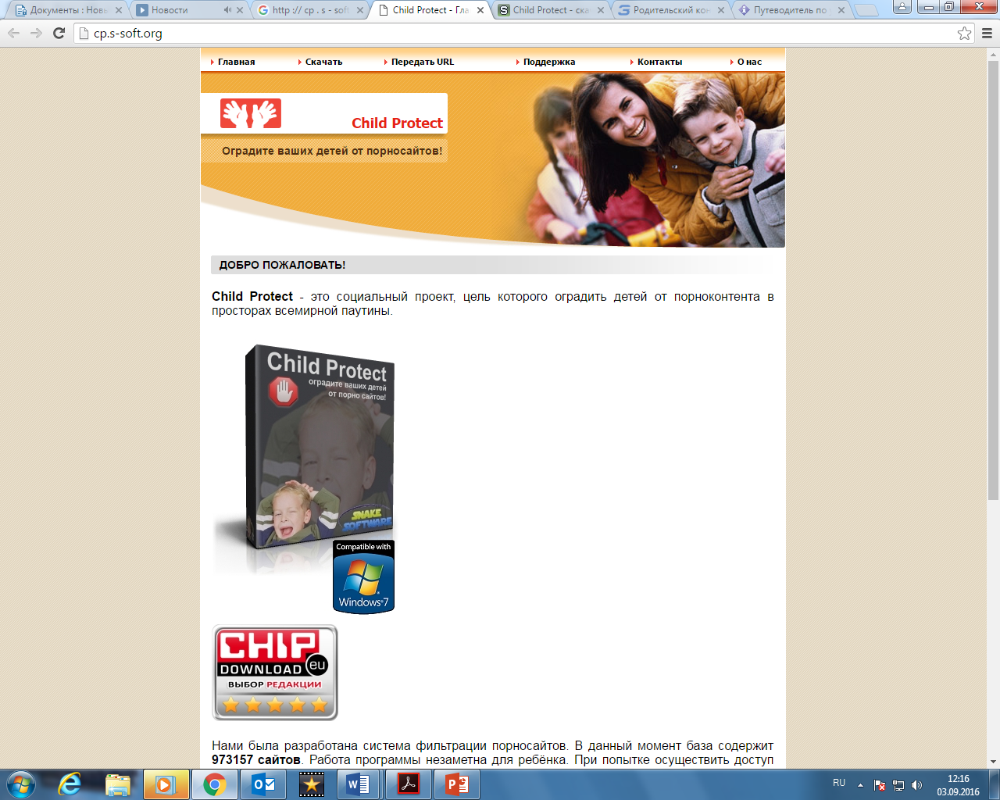 Документы : Новы
Новости
http :// cp . s - soft
Child Protect - Гла
Child Protect - ска
Родительский кон
Путеводитель по
cp.s-soft.org
Главная
Скачать
Передать URL
Поддержка
Контакты
О нас
Child Protect
Оградите ваших детей от порносайтов!
ДОБРО ПОЖАЛОВАТЬ!
Child Protect - это социальный проект, цель которого оградить детей от порноконтента в
просторах всемирной паутины.
Child Protect
оградите ваших детей
от порно сайтов!
SNAKE
SOFTWARE
Compatible with
Windows 7
CHIP
DOWNLOAD eu
ВЫБОР РЕДАКЦИИ
Нами была разработана система фильтрации порносайтов. В данный момент база содержит
973157 сайтов. Работа программы незаметна для ребёнка. При попытке осуществить доступ
RU
12:16
03.09.2016